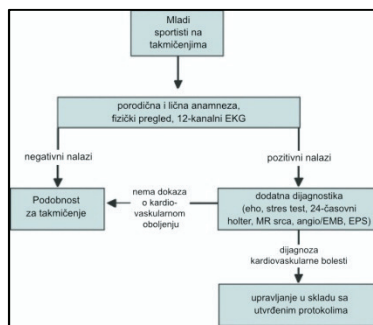 Mladi
sportisti na
takmičenjima
porodična i lična anamneza,
fizički pregled, 12-kanalni EKG
negativni nalazi
pozitivni nalazi
Podobnost
za takmičenje
nema dokaza
o kardio-
vaskularnom
oboljenju
dodatna dijagnostika
(eho, stres test, 24-časovni
holter, MR srca, angio/EMB, EPS)
dijagnoza
kardiovaskularne bolesti
upravljanje u skladu sa
utvrđenim protokolima